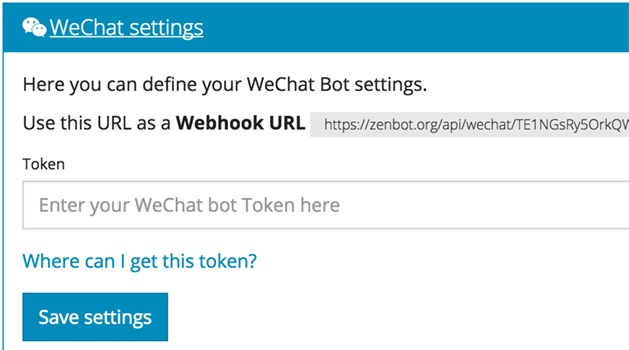 WeChat settings
Here you can define your WeChat Bot settings.
Use this URL as a Webhook URL https://zenbot.org/api/wechat/TE1NGsRy5OrkQW
Token
Enter your WeChat bot Token here
Where can I get this token?
Save settings